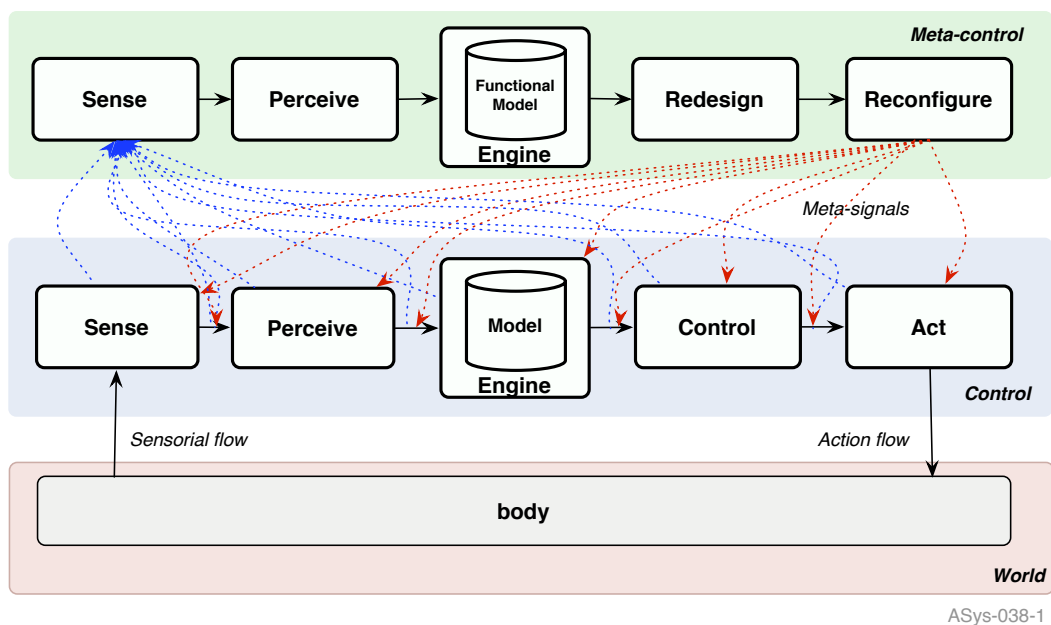 Meta-control
Sense
Perceive
Functional
Model
Engine
Redesign
Reconfigure
Meta-signals
Sense
Perceive
Model
Engine
Control
Act
Control
Sensorial flow
Action flow
body
World
ASys-038-1